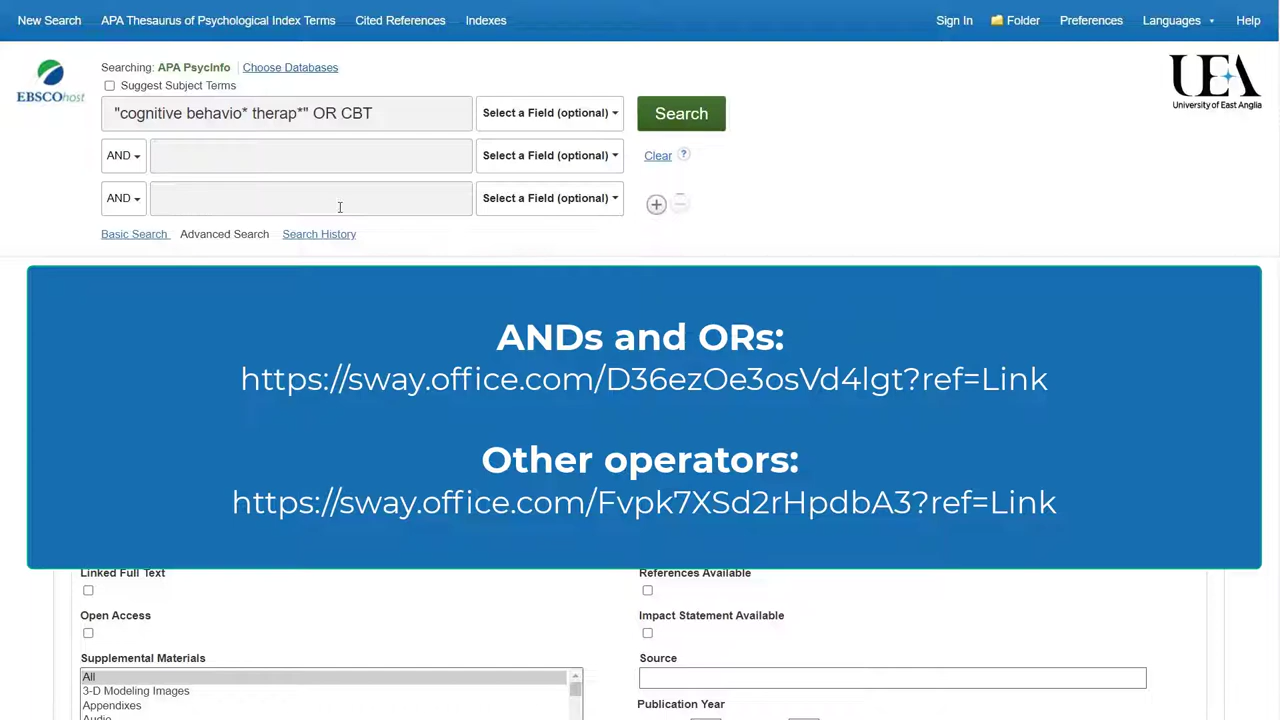 New Search APA Thesaurus of Psychological Index Terms Cited References Indexes Sign In Folder Preferences Languages Help
Searching: APA PsycInfo Choose Databases
Suggest Subject Terms
EBSCOhost
UEA
University of East Anglia
"cognitive behavio* therap*" OR CBT Select a Field (optional) Search
AND Select a Field (optional) Clear ?
AND Select a Field (optional)
Basic Search Advanced Search Search History
ANDs and ORs:
https://sway.office.com/D36ezOe3osVd4lgt?ref=Link
Other operators:
https://sway.office.com/Fvpk7XSd2rHpdbA3?ref=Link
Linked Full Text References Available
Open Access Impact Statement Available
Supplemental Materials Source
All
3-D Modeling Images
Appendixes Publication Year
Audio